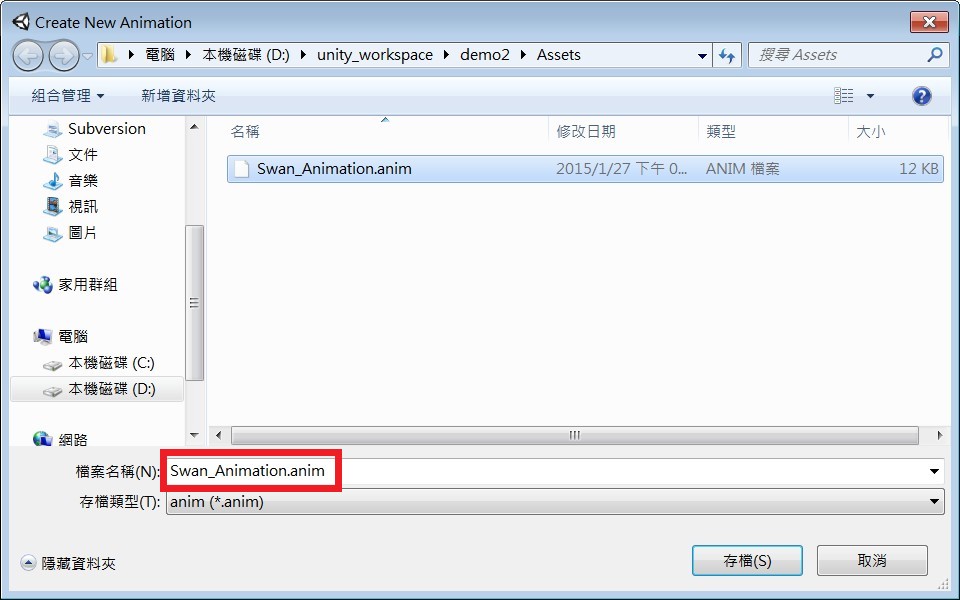 Create New Animation
電腦 本機磁碟 (D:) unity_workspace demo2 Assets 搜尋 Assets
組合管理 新增資料夾
Subversion
文件
音樂
視訊
圖片
家用群組
電腦
本機磁碟 (C:)
本機磁碟 (D:)
網路
名稱 修改日期 類型 大小
Swan_Animation.anim 2015/1/27 下午 0... ANIM 檔案 12 KB
檔案名稱(N): Swan_Animation.anim
存檔類型(T): anim (*.anim)
隱藏資料夾 存檔(S) 取消